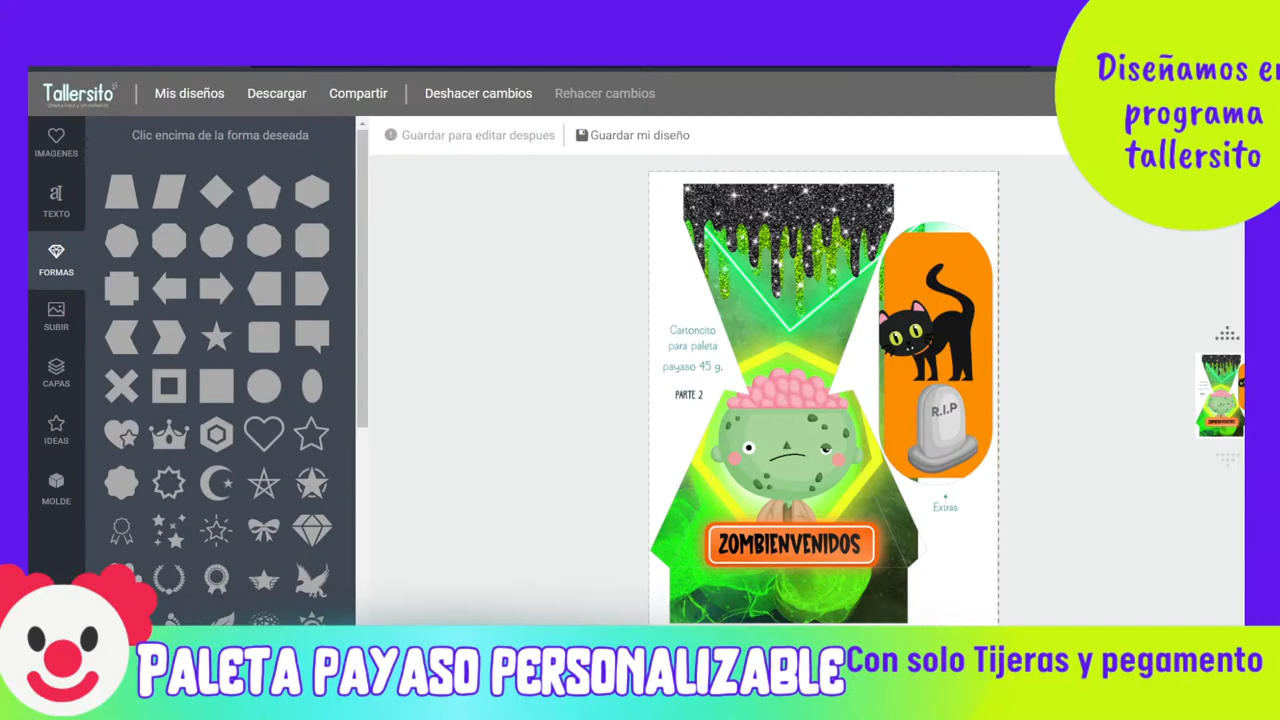 Diseñamos en
programa
tallersito
Tallersito
Mis diseños
Descargar
Compartir
Deshacer cambios
Rehacer cambios
Clic encima de la forma deseada
Guardar para editar despues
Guardar mi diseño
IMAGENES
TEXTO
FORMAS
SUBIR
CAPAS
IDEAS
MOLDE
Cartoncito
para paleta
payaso 45 g.
PARTE 2
R.I.P
Extras
ZOMBIENVENIDOS
PALETA PAYASO PERSONALIZABLE
Con solo Tijeras y pegamento